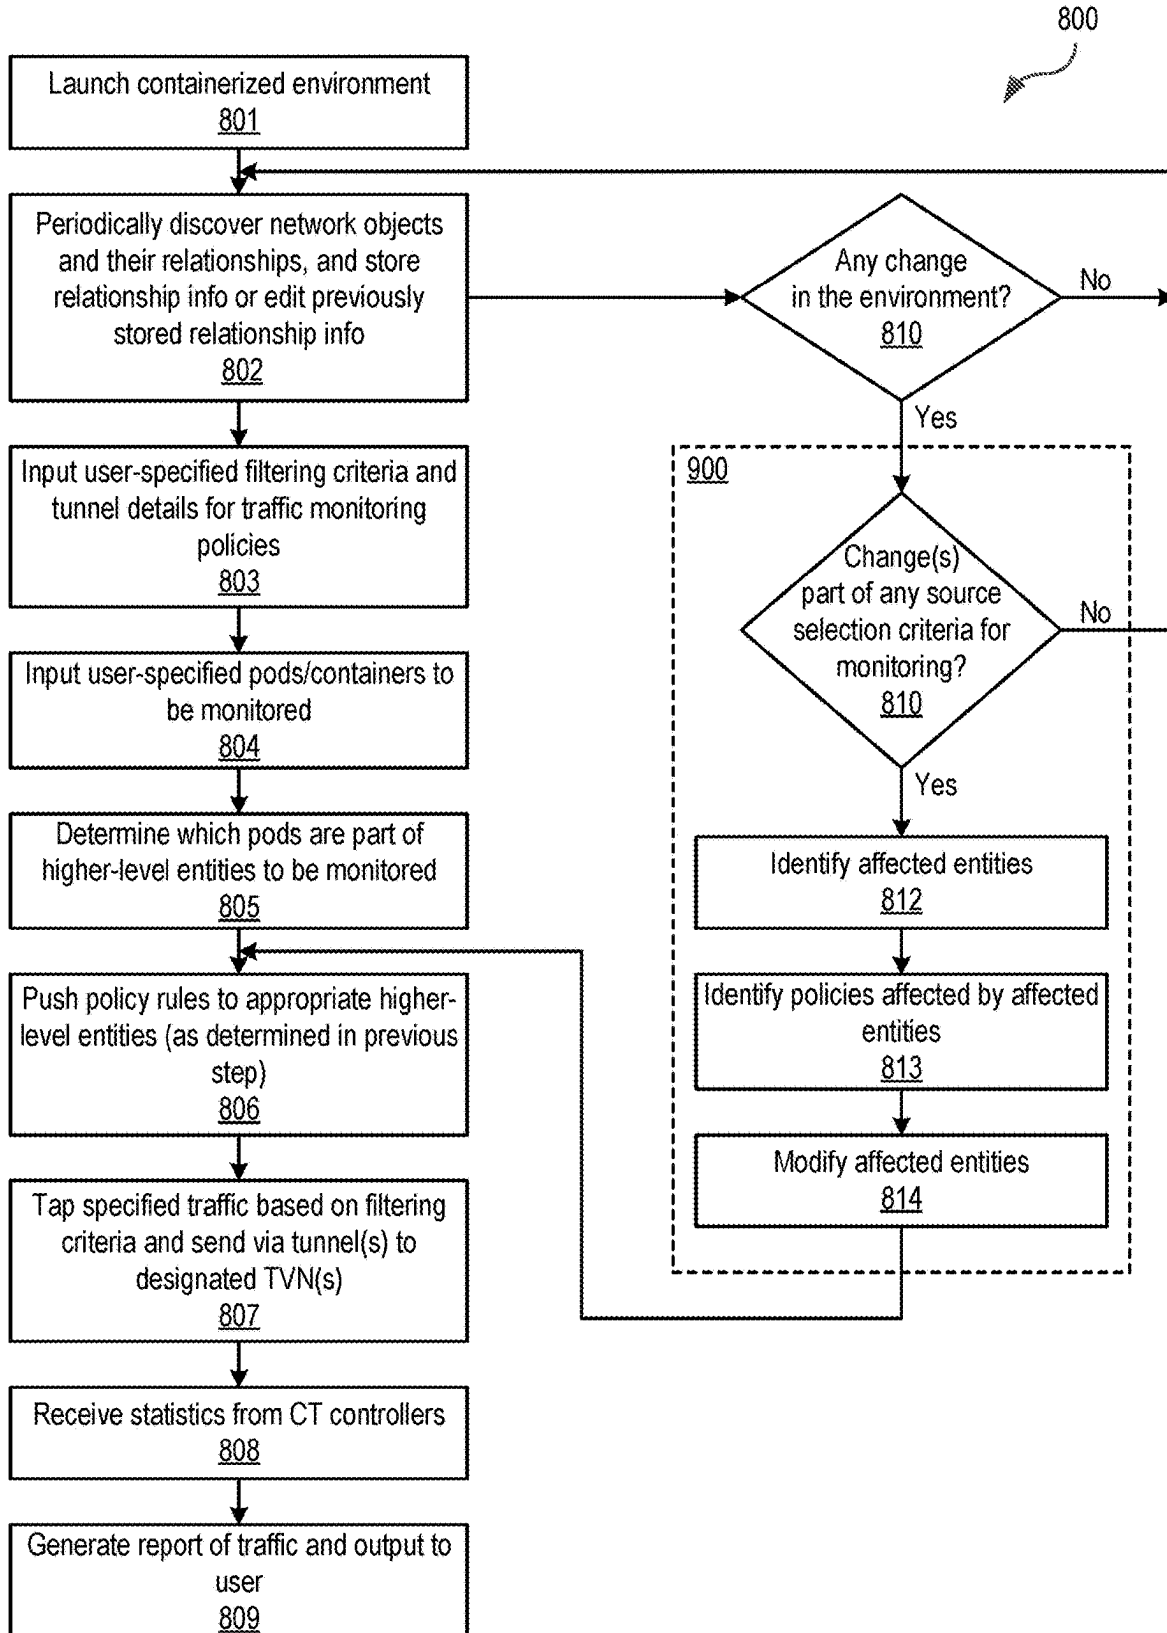 800
Launch containerized environment
801
Periodically discover network objects
and their relationships, and store
relationship info or edit previously
stored relationship info
802
Input user-specified filtering criteria and
tunnel details for traffic monitoring
policies
803
Input user-specified pods/containers to
be monitored
804
Determine which pods are part of
higher-level entities to be monitored
805
Push policy rules to appropriate higher-
level entities (as determined in previous
step)
806
Tap specified traffic based on filtering
criteria and send via tunnel(s) to
designated TVN(s)
807
Receive statistics from CT controllers
808
Generate report of traffic and output to
user
809
Any change
in the environment?
810
No
Yes
900
Change(s)
part of any source
selection criteria for
monitoring?
810
No
Yes
Identify affected entities
812
Identify policies affected by affected
entities
813
Modify affected entities
814